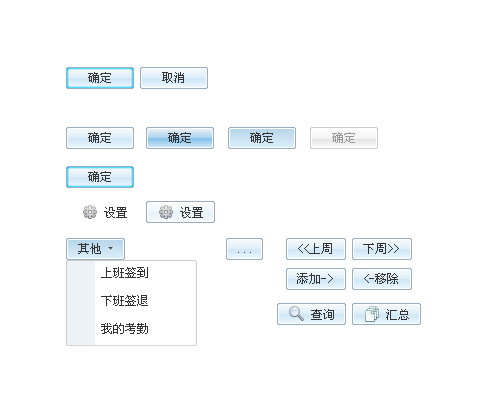 确定 取消
确定 确定 确定 确定
确定
设置 设置
其他 ... <<上周 下周>>
上班签到
添加-> <-移除
下班签退
查询 汇总
我的考勤